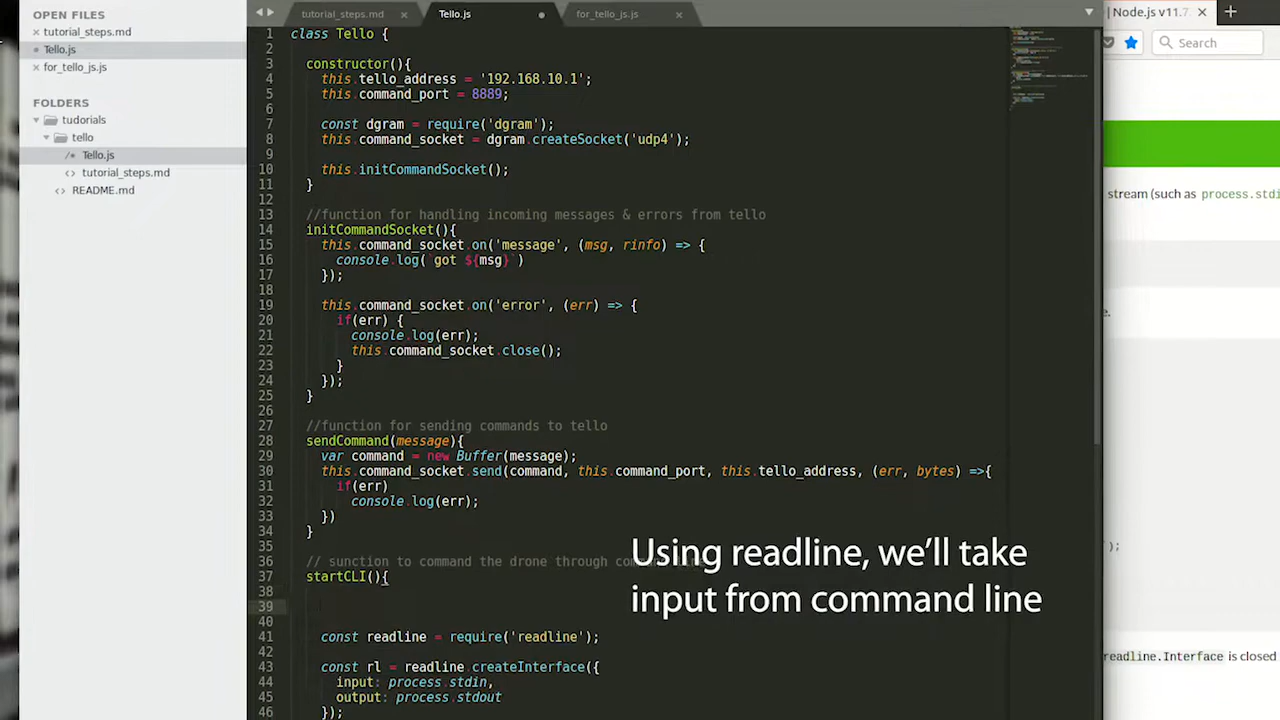 OPEN FILES
tutorial_steps.md
Tello.js
for_tello_js.js
FOLDERS
tudorials
tello
Tello.js
tutorial_steps.md
README.md
tutorial_steps.md
Tello.js
for_tello_js.js
1 class Tello {
2
3 constructor(){
4 this.tello_address = '192.168.10.1';
5 this.command_port = 8889;
6
7 const dgram = require('dgram');
8 this.command_socket = dgram.createSocket('udp4');
9
10 this.initCommandSocket();
11 }
12
13 //function for handling incoming messages & errors from tello
14 initCommandSocket(){
15 this.command_socket.on('message', (msg, rinfo) => {
16 console.log(`got ${msg}`)
17 });
18
19 this.command_socket.on('error', (err) => {
20 if(err) {
21 console.log(err);
22 this.command_socket.close();
23 }
24 });
25 }
26
27 //function for sending commands to tello
28 sendCommand(message){
29 var command = new Buffer(message);
30 this.command_socket.send(command, this.command_port, this.tello_address, (err, bytes) =>{
31 if(err)
32 console.log(err);
33 })
34 }
35
36 // sunction to command the drone through
37 startCLI(){
38
39
40
41 const readline = require('readline');
42
43 const rl = readline.createInterface({
44 input: process.stdin,
45 output: process.stdout
46 });
Using readline, we'll take
input from command line
| Node.js v11.7
Search
stream (such as process.stdi
e.
);
readline.Interface is closed